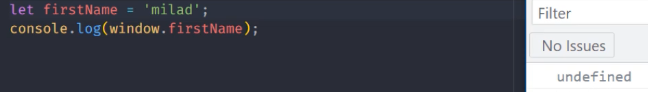 let firstName = 'milad';
console.log(window.firstName);
Filter
No Issues
undefined